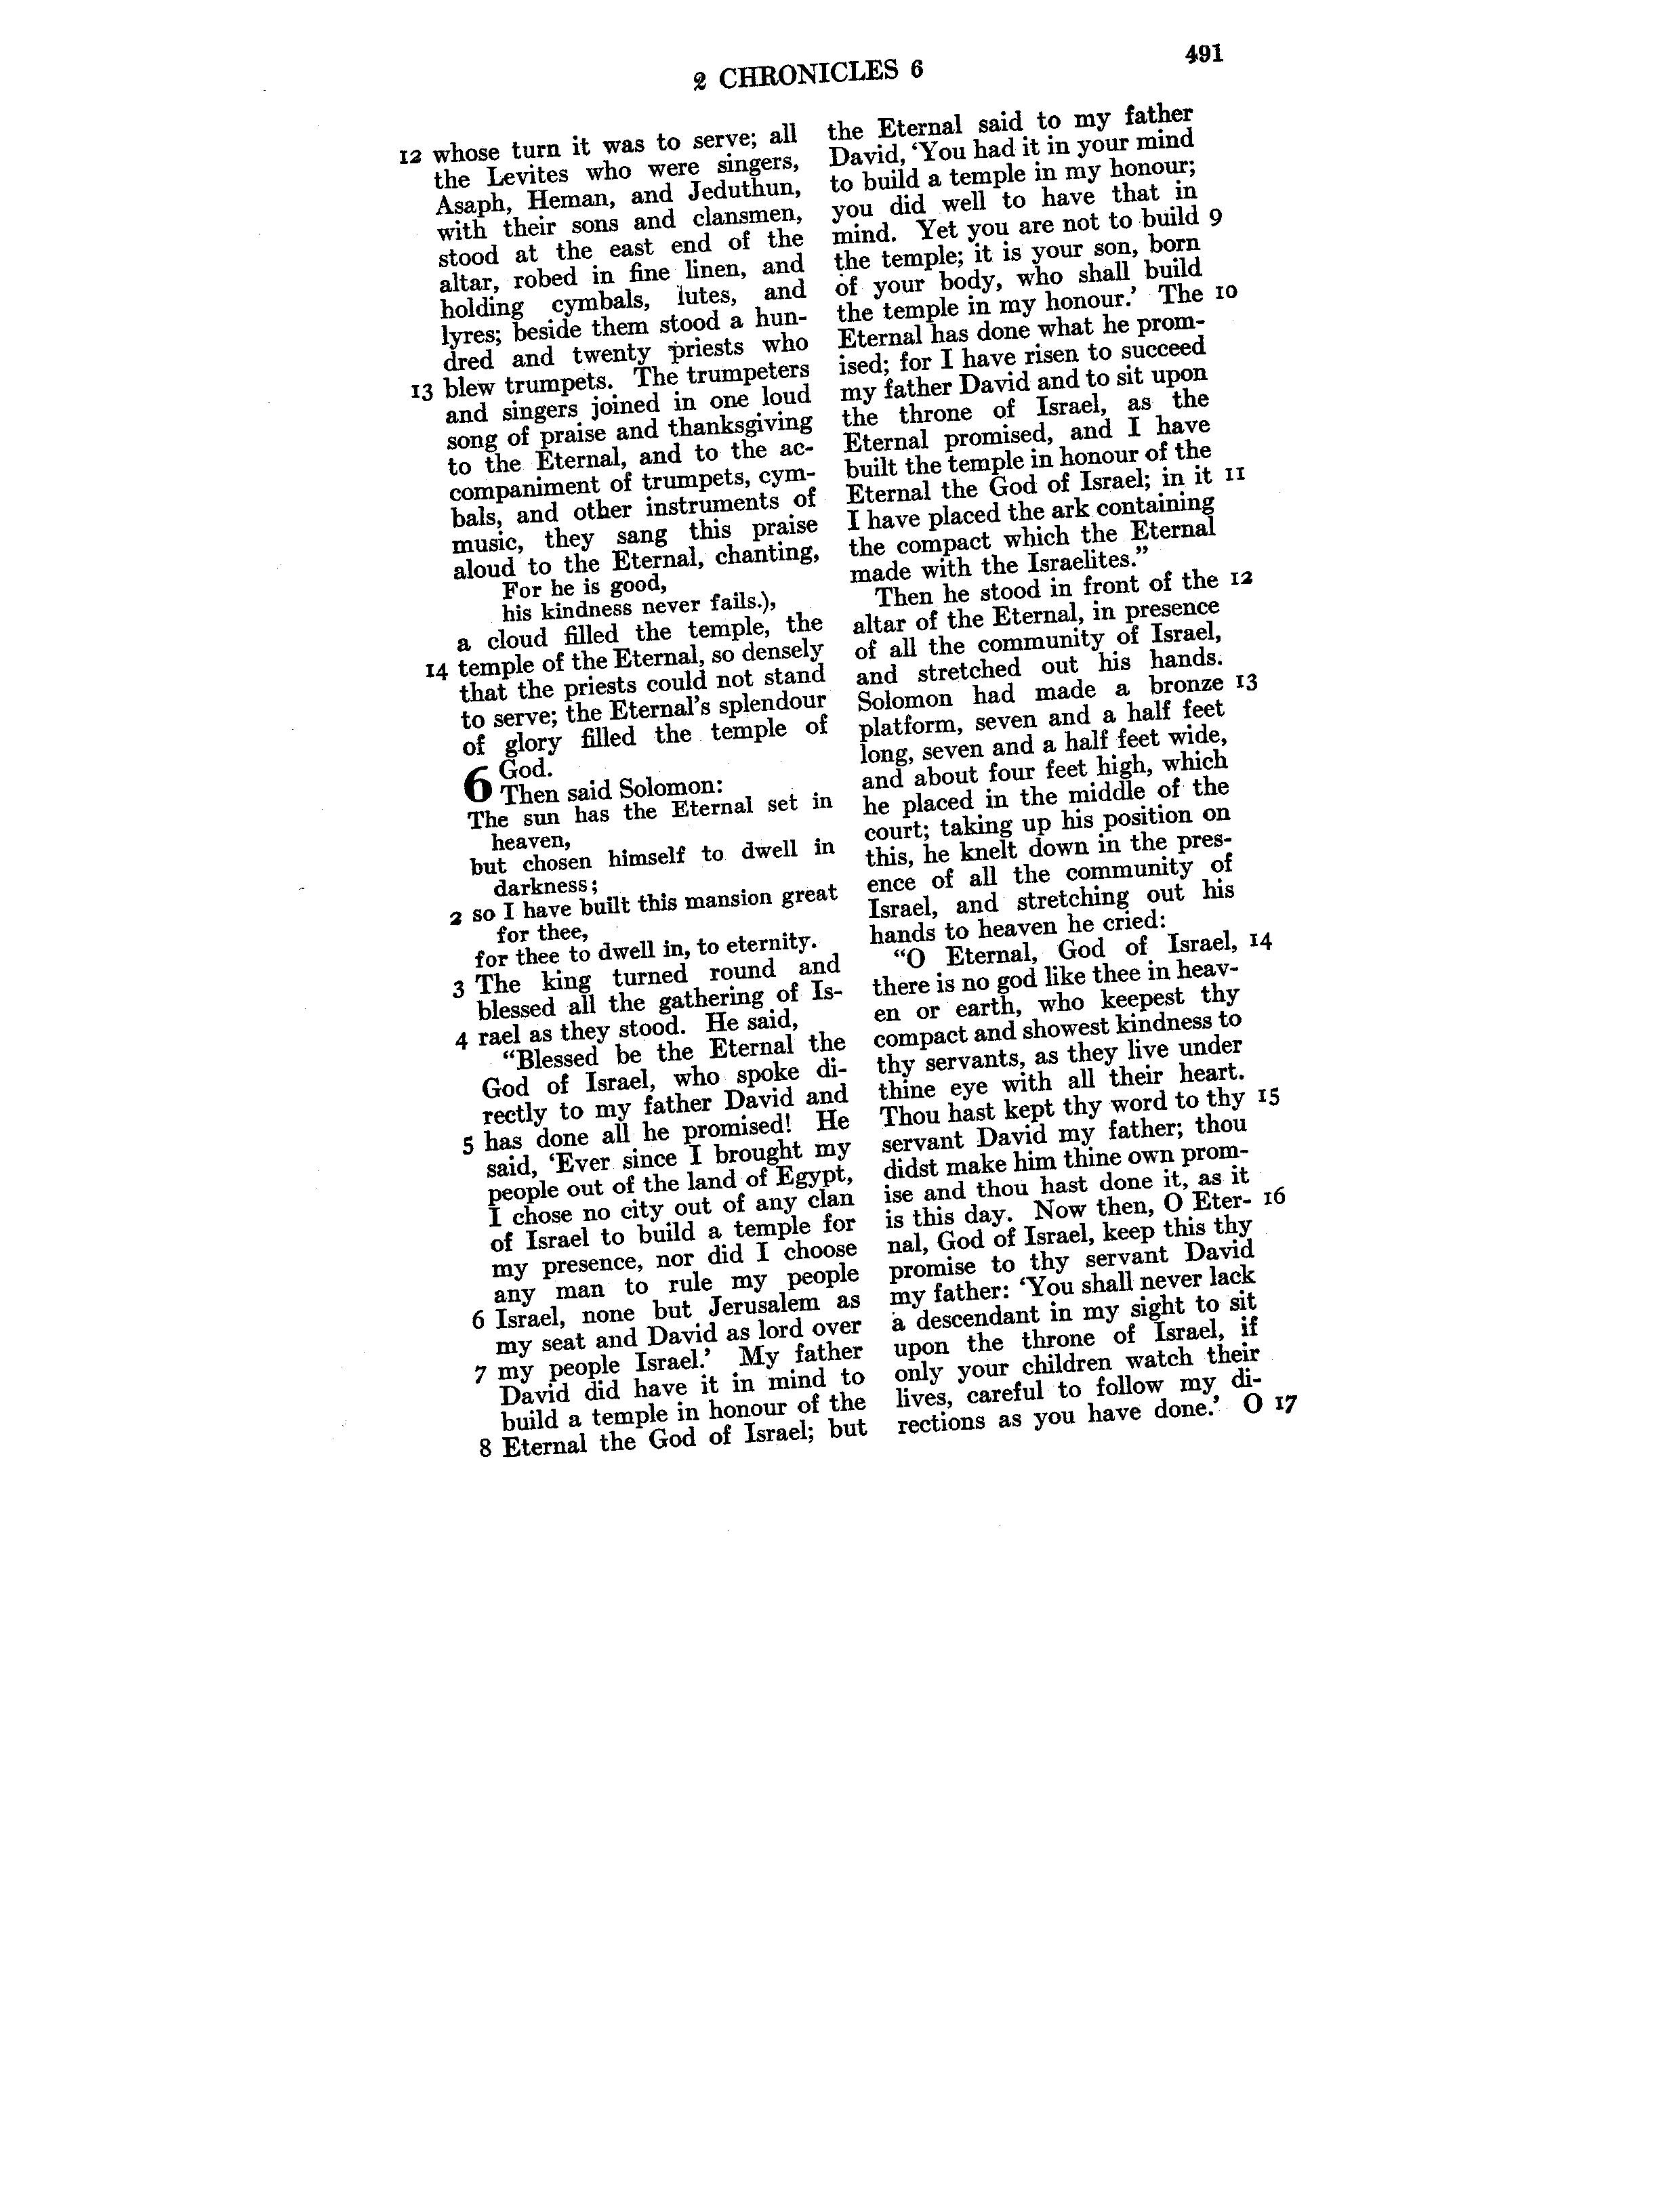 2 CHRONICLES 6
491
12 whose turn it was to serve; all
the Levites who were singers,
Asaph, Heman, and Jeduthun,
with their sons and clansmen,
stood at the east end of the
altar, robed in fine linen, and
holding cymbals, lutes, and
lyres; beside them stood a hun-
dred and twenty priests who
13 blew trumpets. The trumpeters
and singers joined in one loud
song of praise and thanksgiving
to the Eternal, and to the ac-
companiment of trumpets, cym-
bals, and other instruments of
music, they sang this praise
aloud to the Eternal, chanting,
For he is good,
his kindness never fails.),
a cloud filled the temple, the
14 temple of the Eternal, so densely
that the priests could not stand
to serve; the Eternal's splendour
of glory filled the temple of
God.
6 Then said Solomon:
The sun has the Eternal set in
heaven,
but chosen himself to dwell in
darkness;
2 so I have built this mansion great
for thee,
for thee to dwell in, to eternity.
3 The king turned round and
blessed all the gathering of Is-
4 rael as they stood. He said,
"Blessed be the Eternal the
God of Israel, who spoke di-
rectly to my father David and
5 has done all he promised! He
said, 'Ever since I brought my
people out of the land of Egypt,
I chose no city out of any clan
of Israel to build a temple for
my presence, nor did I choose
any man to rule my people
6 Israel, none but Jerusalem as
my seat and David as lord over
7 my people Israel.' My father
David did have it in mind to
build a temple in honour of the
8 Eternal the God of Israel; but
the Eternal said to my father
David, 'You had it in your mind
to build a temple in my honour;
you did well to have that in
mind. Yet you are not to build 9
the temple; it is your son, born
of your body, who shall build
the temple in my honour.' The 10
Eternal has done what he prom-
ised; for I have risen to succeed
my father David and to sit upon
the throne of Israel, as the
Eternal promised, and I have
built the temple in honour of the
Eternal the God of Israel; in it 11
I have placed the ark containing
the compact which the Eternal
made with the Israelites."
Then he stood in front of the 12
altar of the Eternal, in presence
of all the community of Israel,
and stretched out his hands.
Solomon had made a bronze 13
platform, seven and a half feet
long, seven and a half feet wide,
and about four feet high, which
he placed in the middle of the
court; taking up his position on
this, he knelt down in the pres-
ence of all the community of
Israel, and stretching out his
hands to heaven he cried:
"O Eternal, God of Israel, 14
there is no god like thee in heav-
en or earth, who keepest thy
compact and showest kindness to
thy servants, as they live under
thine eye with all their heart.
Thou hast kept thy word to thy 15
servant David my father; thou
didst make him thine own prom-
ise and thou hast done it, as it
is this day. Now then, O Eter- 16
nal, God of Israel, keep this thy
promise to thy servant David
my father: 'You shall never lack
a descendant in my sight to sit
upon the throne of Israel, if
only your children watch their
lives, careful to follow my di-
rections as you have done.' O 17